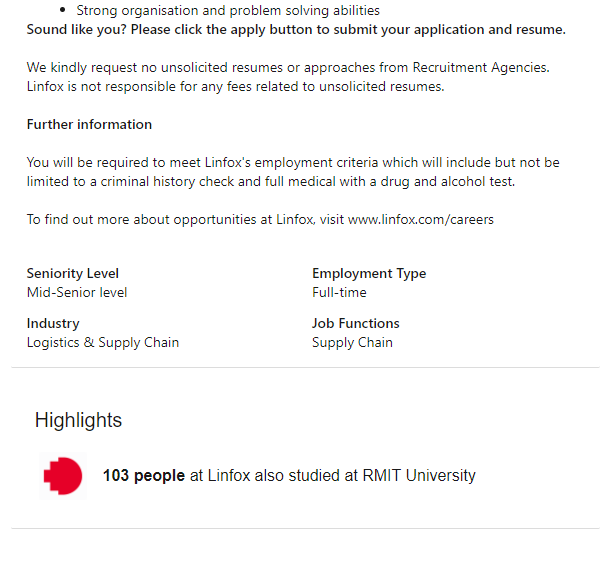 • Strong organisation and problem solving abilities
Sound like you? Please click the apply button to submit your application and resume.
We kindly request no unsolicited resumes or approaches from Recruitment Agencies.
Linfox is not responsible for any fees related to unsolicited resumes.
Further information
You will be required to meet Linfox's employment criteria which will include but not be
limited to a criminal history check and full medical with a drug and alcohol test.
To find out more about opportunities at Linfox, visit www.linfox.com/careers
Seniority Level
Mid-Senior level
Employment Type
Full-time
Industry
Logistics & Supply Chain
Job Functions
Supply Chain
Highlights
103 people at Linfox also studied at RMIT University